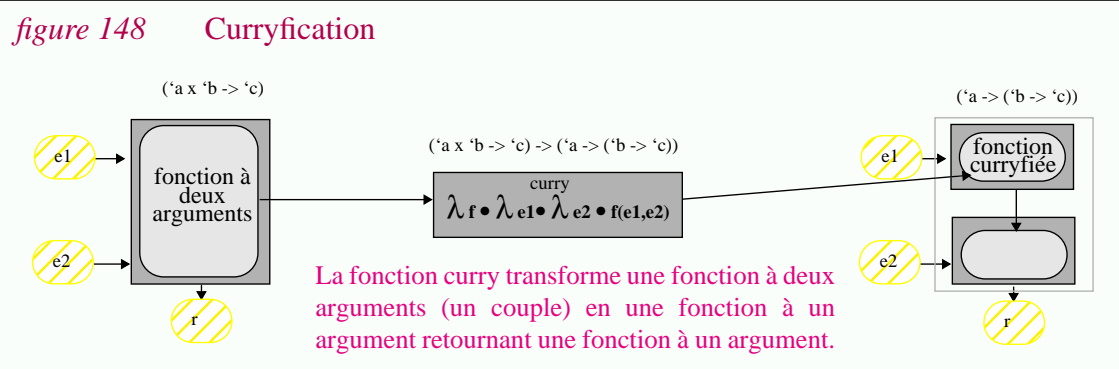 figure 148 Curryfication
(‘a x ‘b -> ‘c)
e1
fonction à
deux
arguments
e2
r
(‘a x ‘b -> ‘c) -> (‘a -> (‘b -> ‘c))
curry
λ f • λ e1• λ e2 • f(e1,e2)
La fonction curry transforme une fonction à deux
arguments (un couple) en une fonction à un
argument retournant une fonction à un argument.
(‘a -> (‘b -> ‘c))
e1
fonction
curryfiée
e2
r